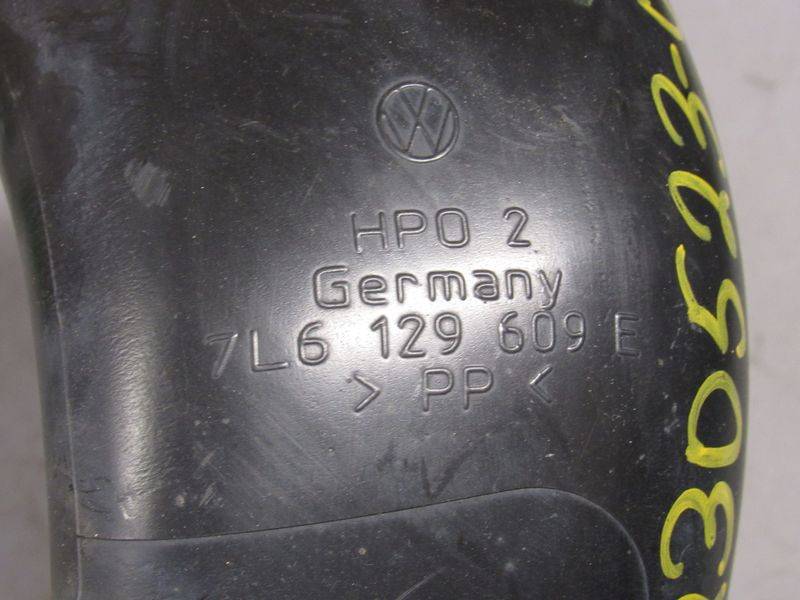 HPO 2
Germany
7L6 129 609 E
> PP <